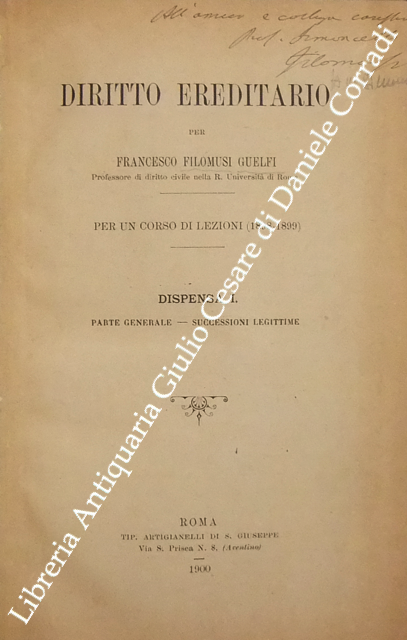 All'amico e collega
Prof.
Filomusi
DIRITTO EREDITARIO
PER
FRANCESCO FILOMUSI GUELFI
Professore di diritto civile nella R. Università di
PER UN CORSO DI LEZIONI (1898-1899)
DISPENSA I.
PARTE GENERALE — SUCCESSIONI LEGITTIME
ROMA
TIP. ARTIGIANELLI DI S. GIUSEPPE
Via S. Prisca N. 8. (Aventino)
1900
Libreria Antiquaria Giulio Cesare di Daniele Corradi